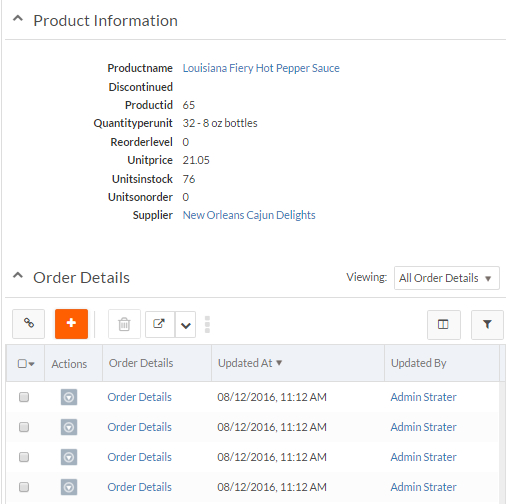 Product Information
Productname Louisiana Fiery Hot Pepper Sauce
Discontinued
Productid 65
Quantityperunit 32 - 8 oz bottles
Reorderlevel 0
Unitprice 21.05
Unitsinstock 76
Unitsonorder 0
Supplier New Orleans Cajun Delights
Order Details Viewing: All Order Details
Actions Order Details Updated At Updated By
Order Details 08/12/2016, 11:12 AM Admin Strater
Order Details 08/12/2016, 11:12 AM Admin Strater
Order Details 08/12/2016, 11:12 AM Admin Strater
Order Details 08/12/2016, 11:12 AM Admin Strater